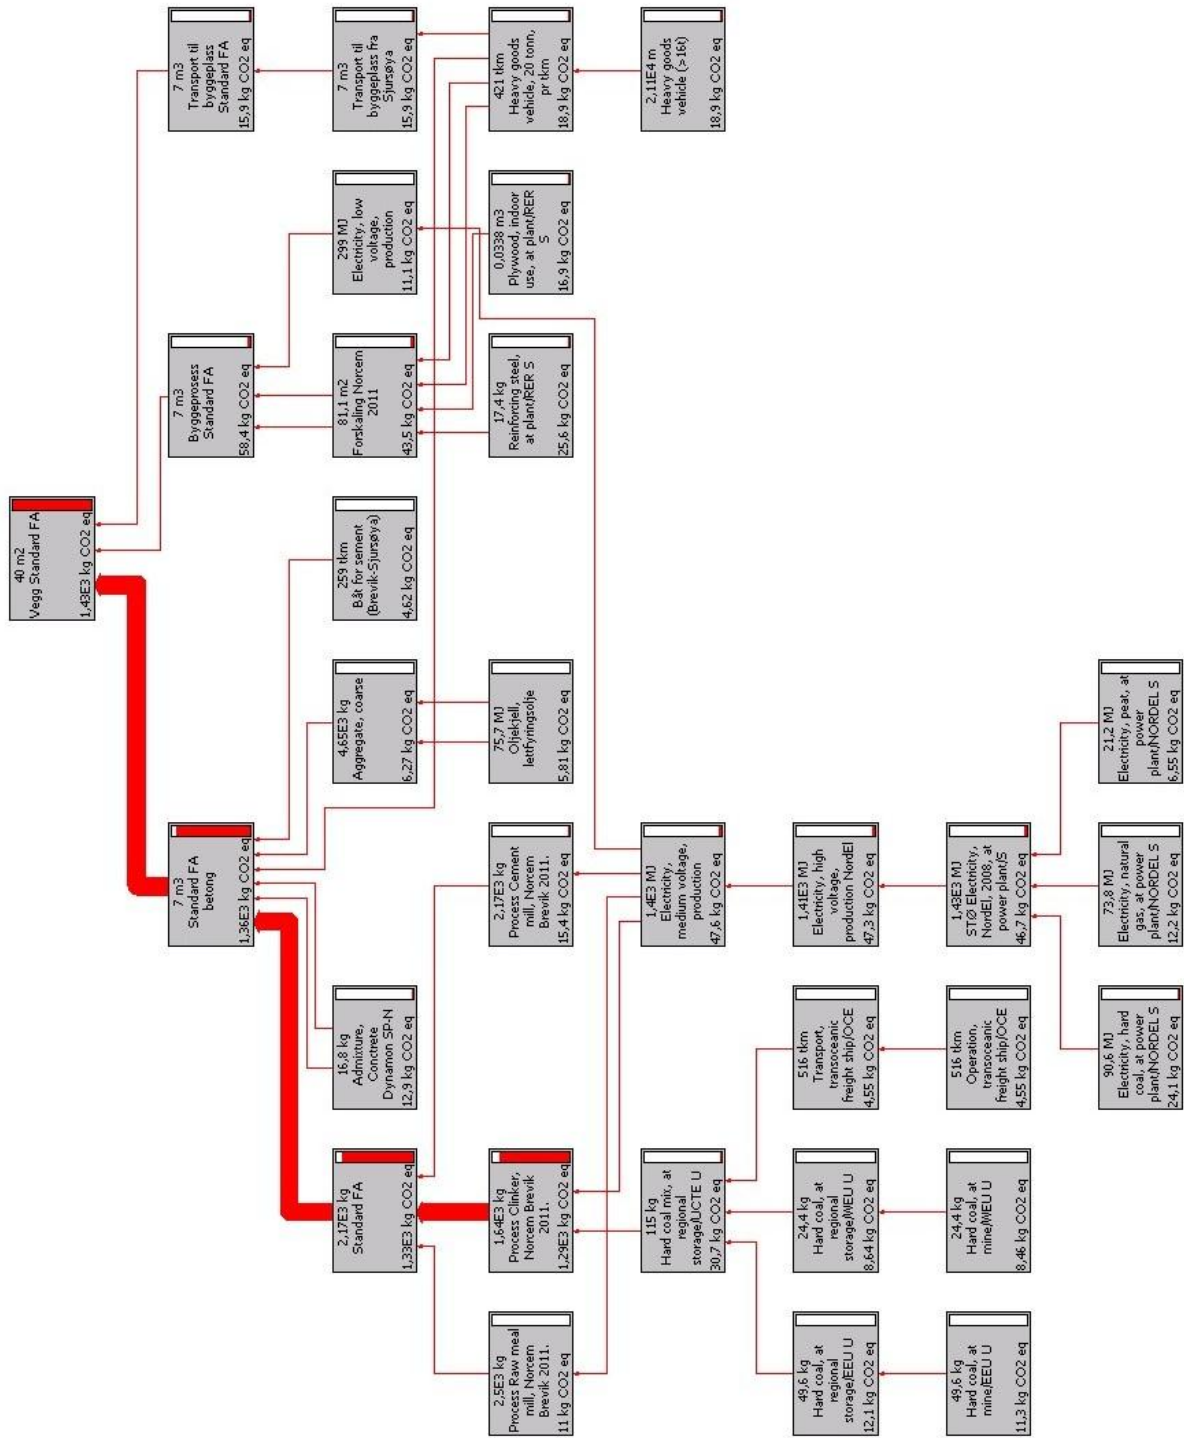 40 m2
Vegg Standard FA
1,43E3 kg CO2 eq
7 m3
Standard FA
betong
1,36E3 kg CO2 eq
7 m3
Byggeprosess
Standard FA
58,4 kg CO2 eq
7 m3
Transport til
byggeplass
Standard FA
15,9 kg CO2 eq
2,17E3 kg
Standard FA
1,33E3 kg CO2 eq
16,8 kg
Admixture,
Concrete
Dynamon SP-N
12,9 kg CO2 eq
4,65E3 kg
Aggregate, coarse
6,27 kg CO2 eq
259 tkm
Båt for sement
(Brevik-Sjursøya)
4,62 kg CO2 eq
81,1 m2
Forskaling Norcem
2011
43,5 kg CO2 eq
299 MJ
Electricity, low
voltage,
production
11,1 kg CO2 eq
7 m3
Transport til
byggeplass fra
Sjursøya
15,9 kg CO2 eq
2,5E3 kg
Process Raw meal
mill, Norcem
Brevik 2011.
11 kg CO2 eq
1,64E3 kg
Process Clinker,
Norcem Brevik
2011.
1,29E3 kg CO2 eq
2,17E3 kg
Process Cement
mill, Norcem
Brevik 2011.
15,4 kg CO2 eq
75,7 MJ
Oljekjell,
lettfyringsolje
5,81 kg CO2 eq
17,4 kg
Reinforcing steel,
at plant/RER S
25,6 kg CO2 eq
0,0338 m3
Plywood, indoor
use, at plant/RER
S
16,9 kg CO2 eq
421 tkm
Heavy goods
vehicle, 20 tonn,
pr tkm
18,9 kg CO2 eq
115 kg
Hard coal mix, at
regional
storage/UCTE U
30,7 kg CO2 eq
1,4E3 MJ
Electricity,
medium voltage,
production
47,6 kg CO2 eq
2,11E4 m
Heavy goods
vehicle (>16t)
18,9 kg CO2 eq
49,6 kg
Hard coal, at
regional
storage/EEU U
12,1 kg CO2 eq
24,4 kg
Hard coal, at
regional
storage/WEU U
8,64 kg CO2 eq
516 tkm
Transport,
transoceanic
freight ship/OCE
4,55 kg CO2 eq
1,41E3 MJ
Electricity, high
voltage,
production NordEl
47,3 kg CO2 eq
49,6 kg
Hard coal, at
mine/EEU U
11,3 kg CO2 eq
24,4 kg
Hard coal, at
mine/WEU U
8,46 kg CO2 eq
516 tkm
Operation,
transoceanic
freight ship/OCE
4,55 kg CO2 eq
1,43E3 MJ
STØ Electricity,
NordEl, 2008, at
power plant/S
46,7 kg CO2 eq
90,6 MJ
Electricity, hard
coal, at power
plant/NORDEL S
24,1 kg CO2 eq
73,8 MJ
Electricity, natural
gas, at power
plant/NORDEL S
12,2 kg CO2 eq
21,2 MJ
Electricity, peat, at
power
plant/NORDEL S
6,55 kg CO2 eq